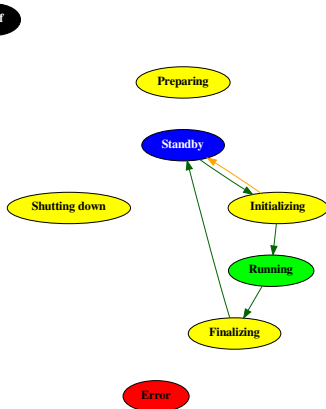 f
Preparing
Standby
Shutting down
Initializing
Running
Finalizing
Error